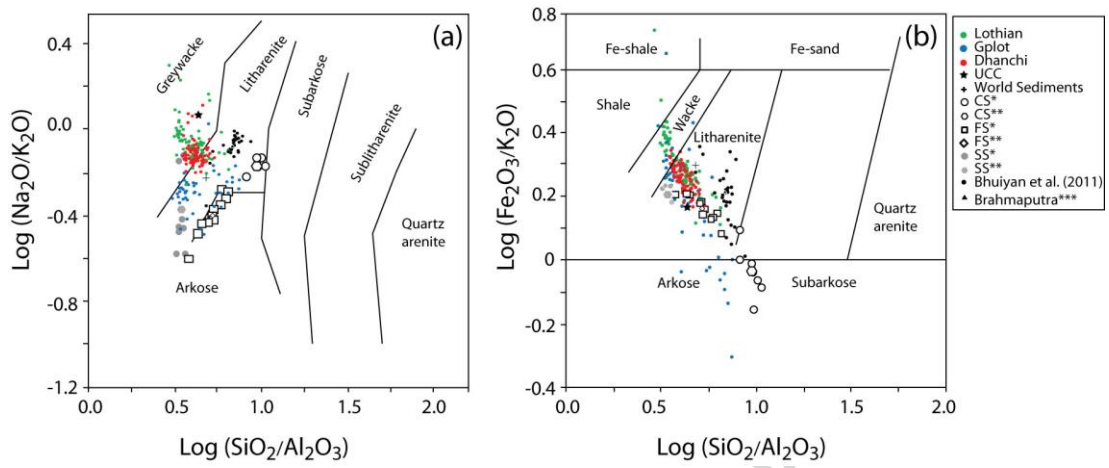 (a)
0.4
0.0
-0.4
-0.8
-1.2
Log (Na2O/K2O)
Greywacke
Litharenite
Subarkose
Sublitharenite
Quartz
arenite
Arkose
0.0
0.5
1.0
1.5
2.0
Log (SiO2/Al2O3)
(b)
0.8
0.6
0.4
0.2
0
-0.2
-0.4
Log (Fe2O3/K2O)
Fe-shale
Fe-sand
Shale
Wacke
Litharenite
Quartz
arenite
Arkose
Subarkose
0.0
0.5
1.0
1.5
2.0
Log (SiO2/Al2O3)
Lothian
Gplot
Dhanchi
UCC
World Sediments
CS*
CS**
FS*
FS**
SS*
SS**
Bhuiyan et al. (2011)
Brahmaputra***